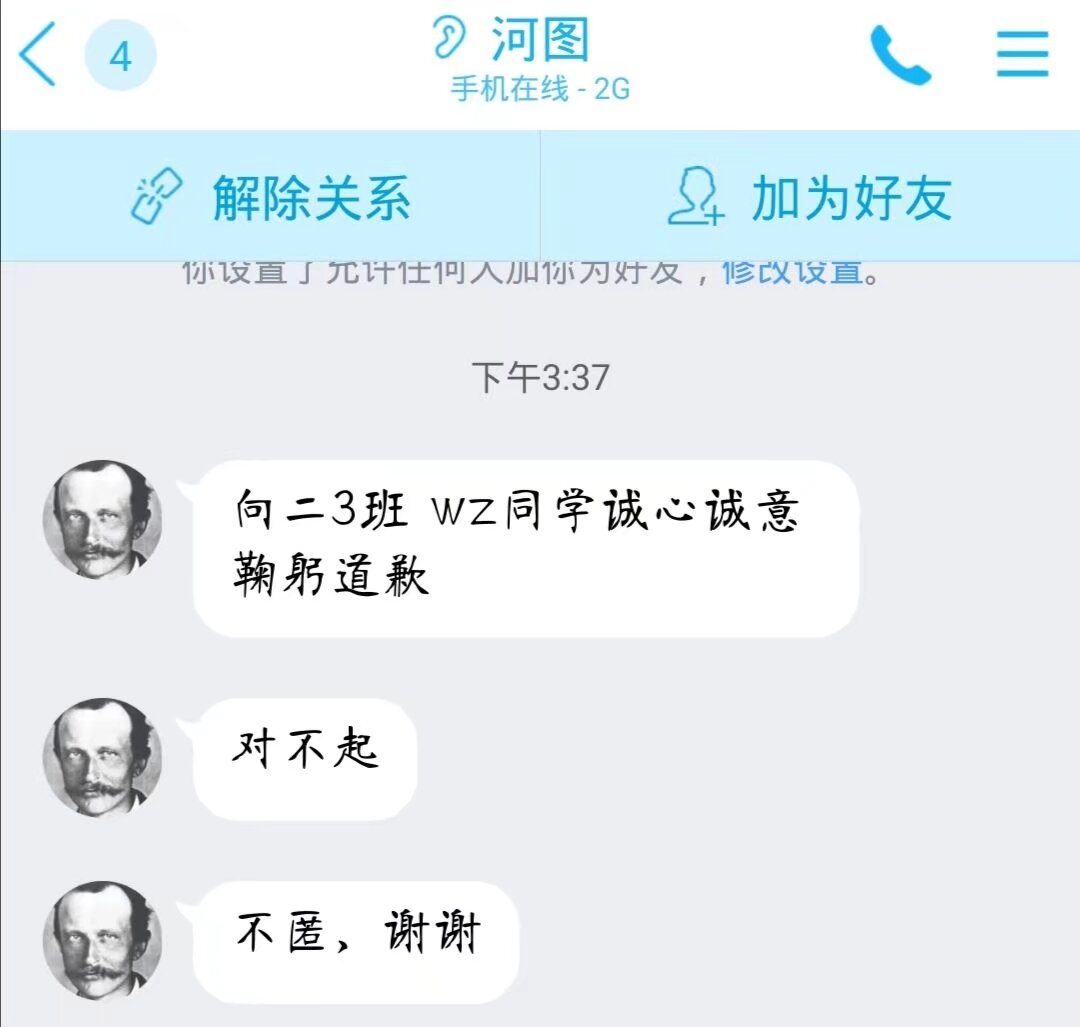 4
河图
手机在线 - 2G
解除关系
加为好友
你设置了允许任何人加你为好友，修改设置。
下午3:37
向二3班 wz同学诚心诚意
鞠躬道歉
对不起
不匿、谢谢